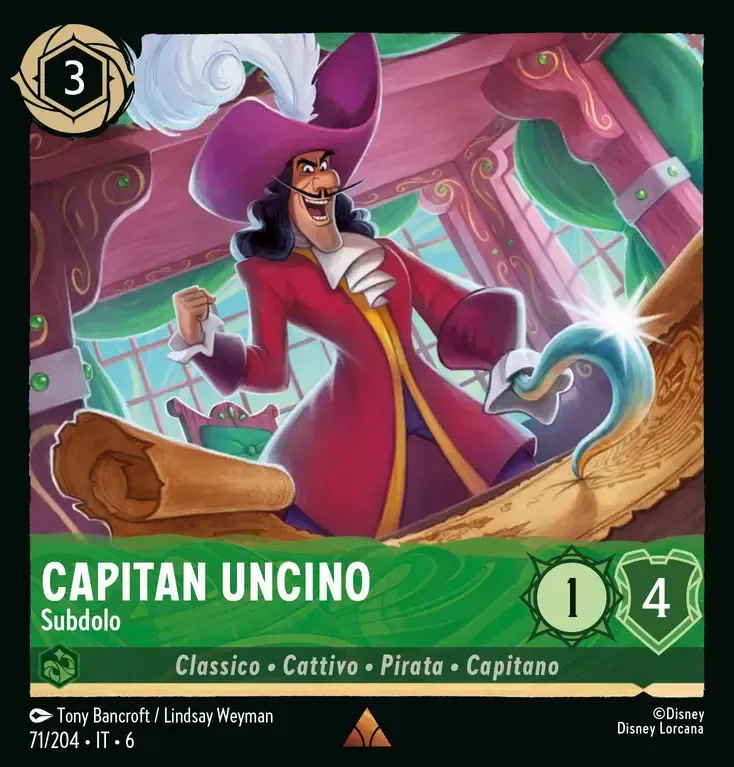 3
CAPITAN UNCINO
Subdolo
1
4
Classico • Cattivo • Pirata • Capitano
Tony Bancroft / Lindsay Weyman
71/204 • IT • 6
©Disney
Disney Lorcana